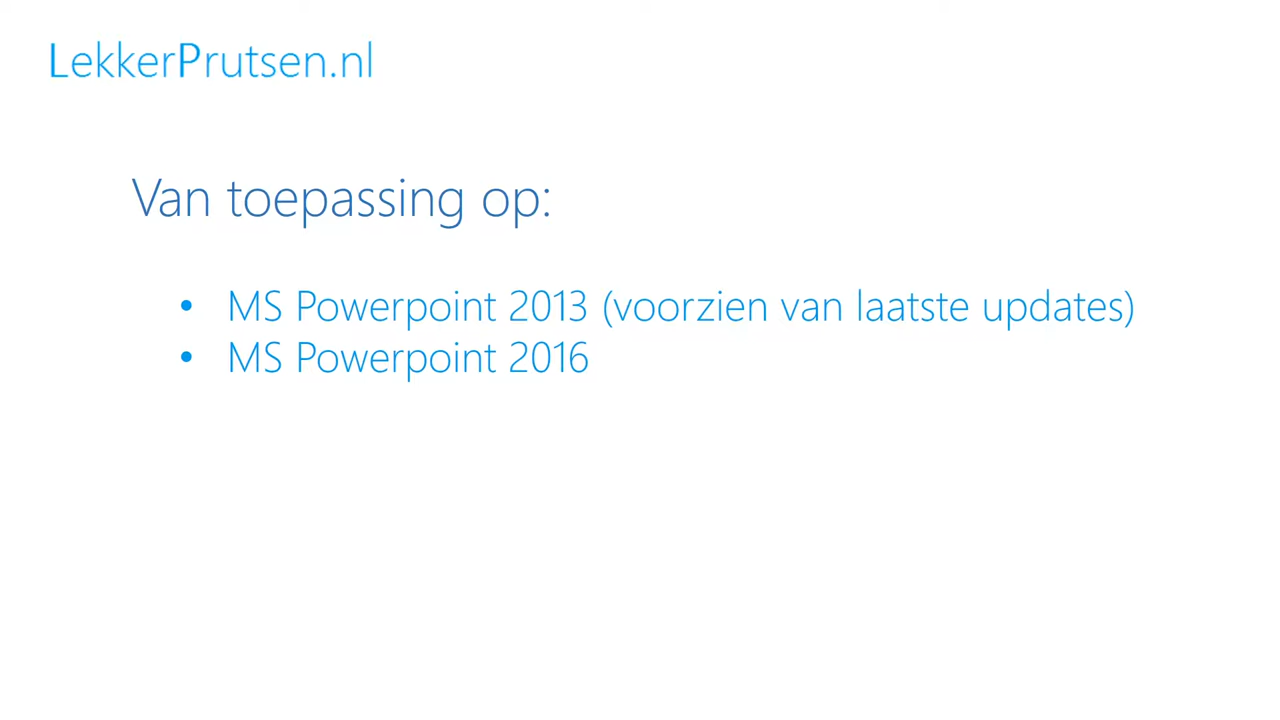 LekkerPrutsen.nl
Van toepassing op:
• MS Powerpoint 2013 (voorzien van laatste updates)
• MS Powerpoint 2016